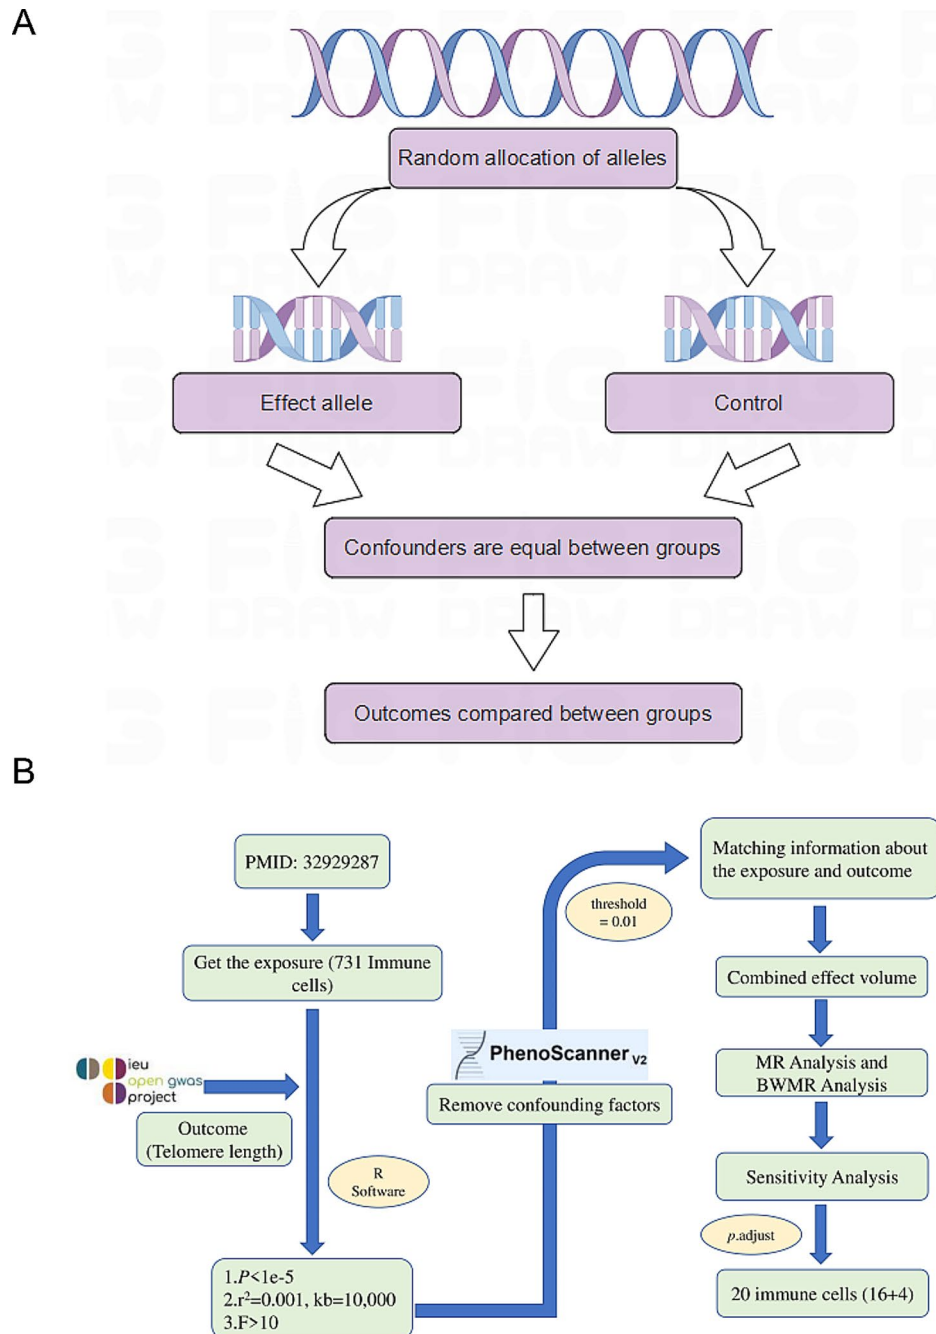 A
Random allocation of alleles
Effect allele
Control
Confounders are equal between groups
Outcomes compared between groups
B
PMID: 32929287
Get the exposure (731 Immune
cells)
ieu
open gwas
project
Outcome
(Telomere length)
R
Software
1.P<1e-5
2.r²=0.001, kb=10,000
3.F>10
PhenoScanner V2
Remove confounding factors
threshold
= 0.01
Matching information about
the exposure and outcome
Combined effect volume
MR Analysis and
BWMR Analysis
Sensitivity Analysis
p.adjust
20 immune cells (16+4)
FIG
DRAW